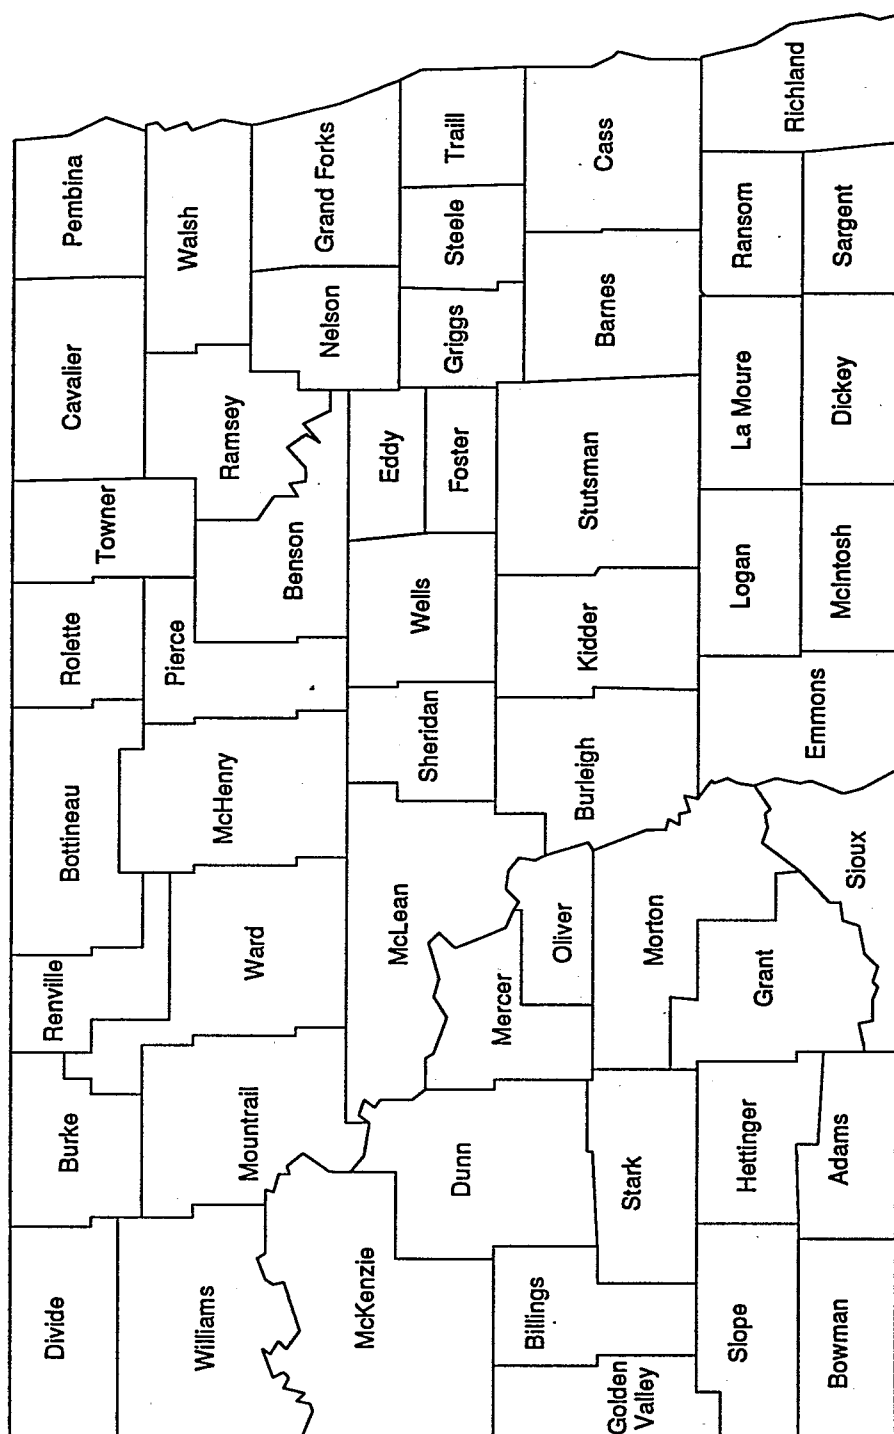 Divide
Burke
Renville
Bottineau
Rolette
Towner
Cavalier
Pembina
Williams
Mountrail
Ward
McHenry
Pierce
Benson
Ramsey
Walsh
Nelson
Grand Forks
McKenzie
Dunn
Mercer
McLean
Sheridan
Wells
Eddy
Foster
Griggs
Steele
Traill
Golden
Valley
Billings
Stark
Oliver
Morton
Burleigh
Kidder
Stutsman
Barnes
Cass
Slope
Hettinger
Grant
Bowman
Adams
Sioux
Emmons
Logan
La Moure
Ransom
Richland
McIntosh
Dickey
Sargent